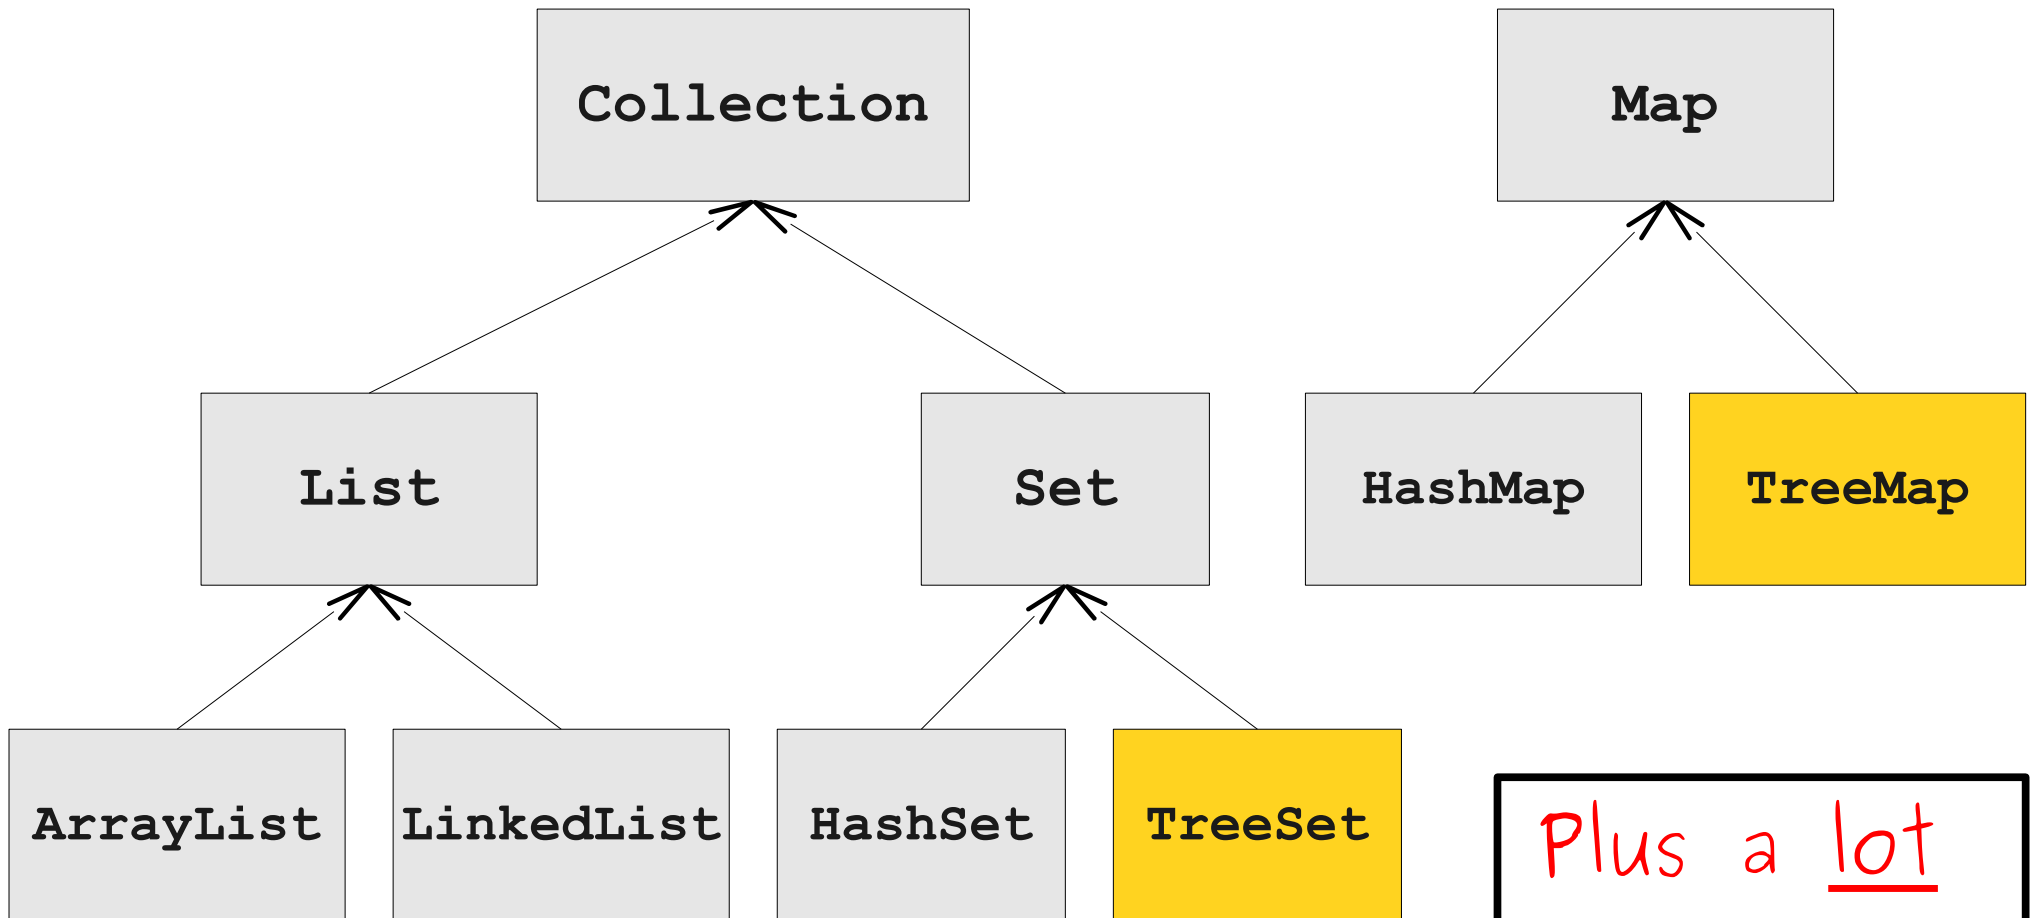 Collection
Map
List
Set
HashMap
TreeMap
ArrayList
LinkedList
HashSet
TreeSet
Plus a lot